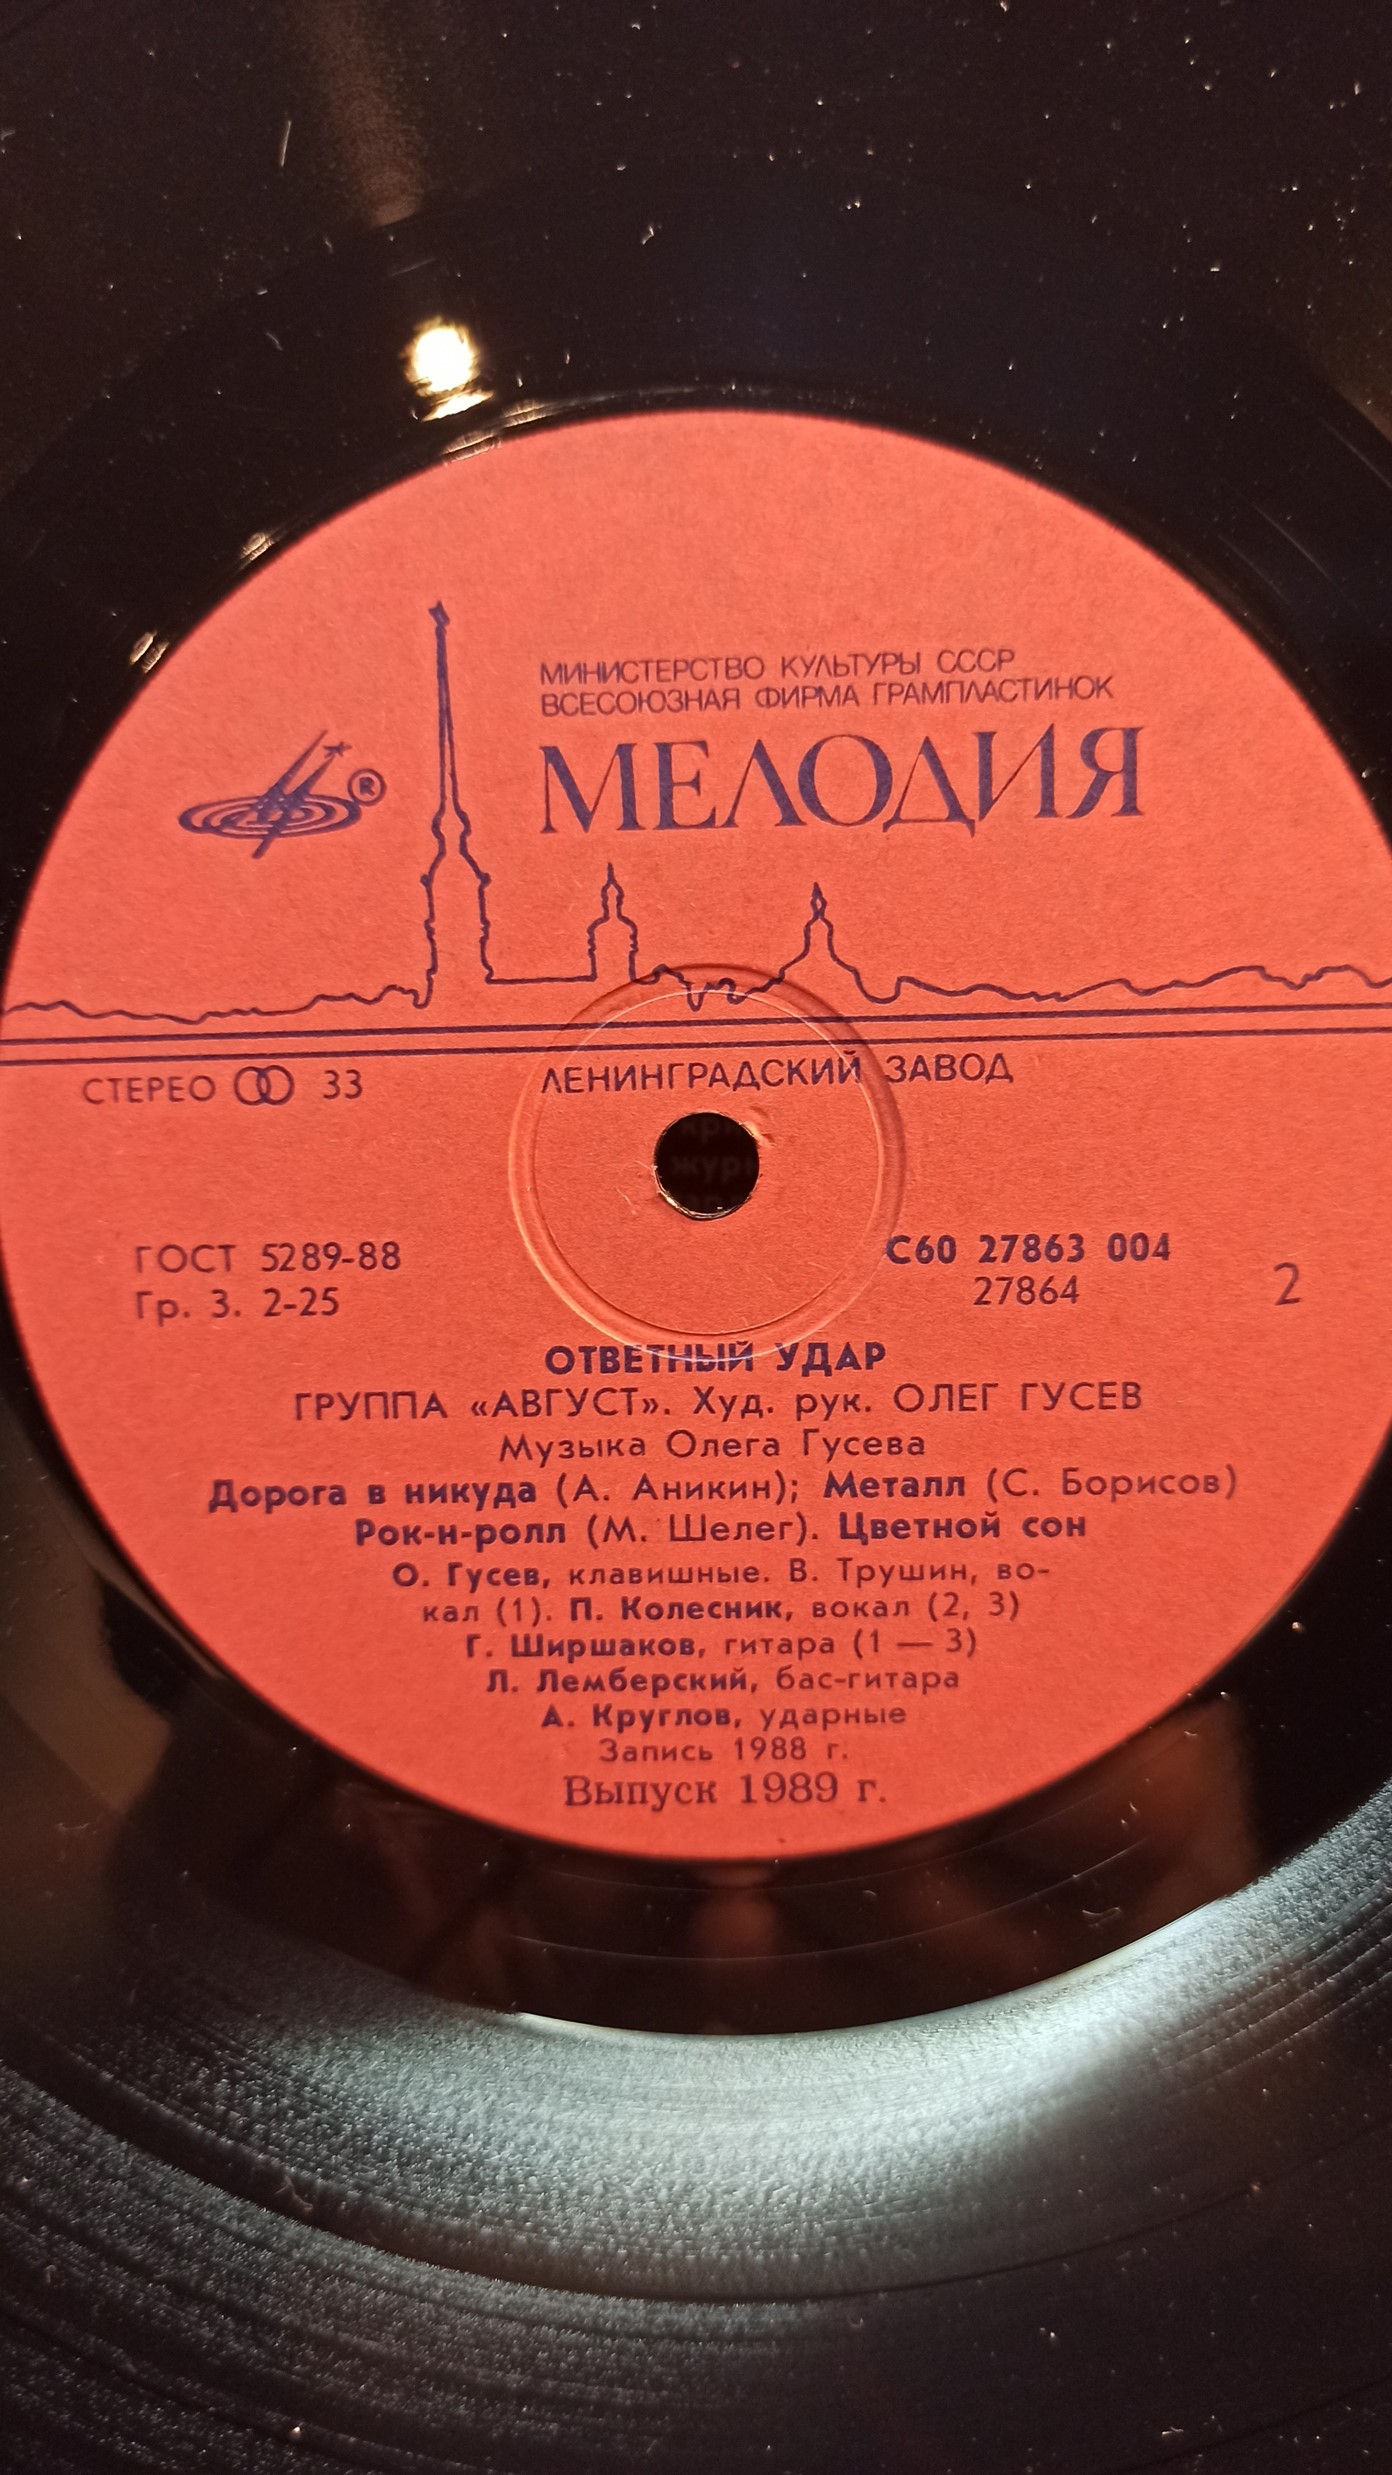 МИНИСТЕРСТВО КУЛЬТУРЫ СССР
ВСЕСОЮЗНАЯ ФИРМА ГРАМПЛАСТИНОК
МЕЛОДИЯ
®
СТЕРЕО 33
ЛЕНИНГРАДСКИЙ ЗАВОД
ГОСТ 5289-88
Гр. 3. 2-25
С60 27863 004
27864
2
ОТВЕТНЫЙ УДАР
ГРУППА «АВГУСТ». Худ. рук. ОЛЕГ ГУСЕВ
Музыка Олега Гусева
Дорога в никуда (А. Аникин); Металл (С. Борисов)
Рок-н-ролл (М. Шелег). Цветной сон
О. Гусев, клавишные. В. Трушин, во-
кал (1). П. Колесник, вокал (2, 3)
Г. Ширшаков, гитара (1 — 3)
Л. Лемберский, бас-гитара
А. Круглов, ударные
Запись 1988 г.
Выпуск 1989 г.